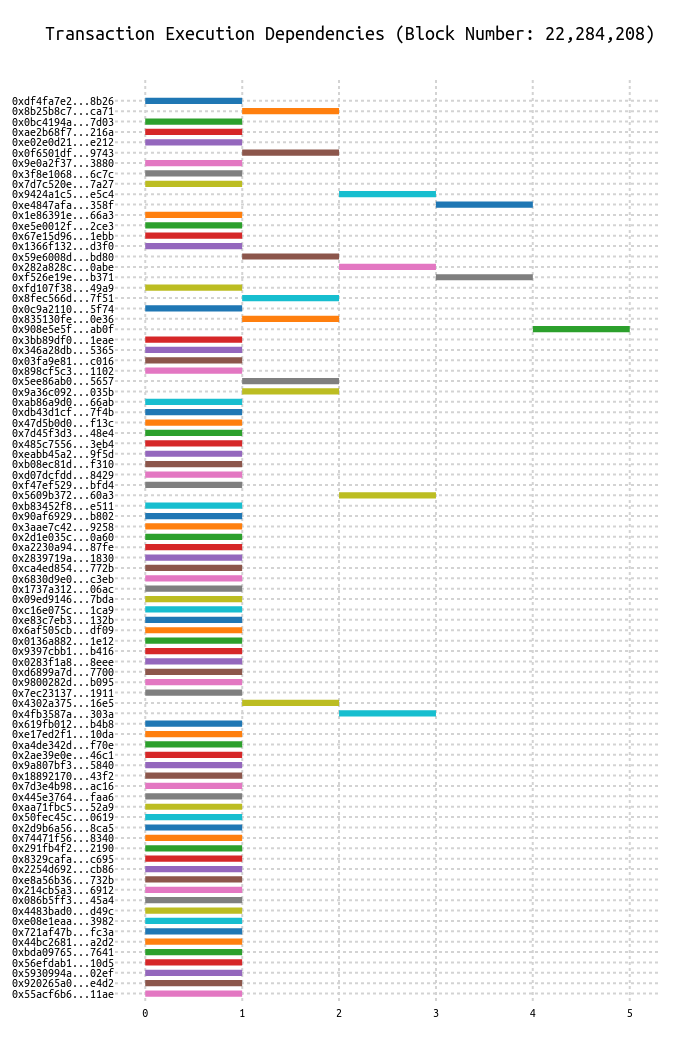 Transaction Execution Dependencies (Block Number: 22,284,208)
0xdf4fa7e2...8b26
0x8b25b8c7...ca71
0x0bc4194a...7d03
0xae2b68f7...216a
0xe02e0d21...e212
0x0f6501df...9743
0x9e0a2f37...3880
0x3f8e1068...6c7c
0x7d7c520e...7a27
0x9424a1c5...e5c4
0xe4847afa...358f
0x1e86391e...66a3
0xe5e0012f...2ce3
0x67e15d96...1ebb
0x1366f132...d3f0
0x59e6008d...bd80
0x282a828c...0abe
0xf526e19e...b371
0xfd107f38...49a9
0x8fec566d...7f51
0x0c9a2110...5f74
0x835130fe...0e36
0x908e5e5f...ab0f
0x3bb89df0...1eae
0x346a28db...5365
0x03fa9e81...c016
0x898cf5c3...1102
0x5ee86ab0...5657
0x9a36c092...035b
0xab86a9d0...66ab
0xdb43d1cf...7f4b
0x47d5b0d0...f13c
0x7d45f3d3...48e4
0x485c7556...3eb4
0xeabb45a2...9f5d
0xb08ec81d...f310
0xd07dcfdd...8429
0xf47ef529...bfd4
0x5609b372...60a3
0xb83452f8...e511
0x90af6929...b802
0x3aae7c42...9258
0x2d1e035c...0a60
0xa2230a94...87fe
0x2839719a...1830
0xca4ed854...772b
0x6830d9e0...c3eb
0x1737a312...06ac
0x09ed9146...7bda
0xc16e075c...1ca9
0xe83c7eb3...132b
0x6af505cb...df09
0x0136a882...1e12
0x9397cbb1...b416
0x0283f1a8...8eee
0xd6899a7d...7700
0x9800282d...b095
0x7ec23137...1911
0x4302a375...16e5
0x4fb3587a...303a
0x619fb012...b4b8
0xe17ed2f1...10da
0xa4de342d...f70e
0x2ae39e0e...46c1
0x9a807bf3...5840
0x18892170...43f2
0x7d3e4b98...ac16
0x445e3764...faa6
0xaa71fbc5...52a9
0x50fec45c...0619
0x2d9b6a56...8ca5
0x74471f56...8340
0x291fb4f2...2190
0x8329cafa...c695
0x2254d692...cb86
0xe8a56b36...732b
0x214cb5a3...6912
0x086b5ff3...45a4
0x4483bad0...d49c
0xe08e1eaa...3982
0x721af47b...fc3a
0x44bc2681...a2d2
0xbda09765...7641
0x56efdab1...10d5
0x5930994a...02ef
0x920265a0...e4d2
0x55acf6b6...11ae
0 1 2 3 4 5